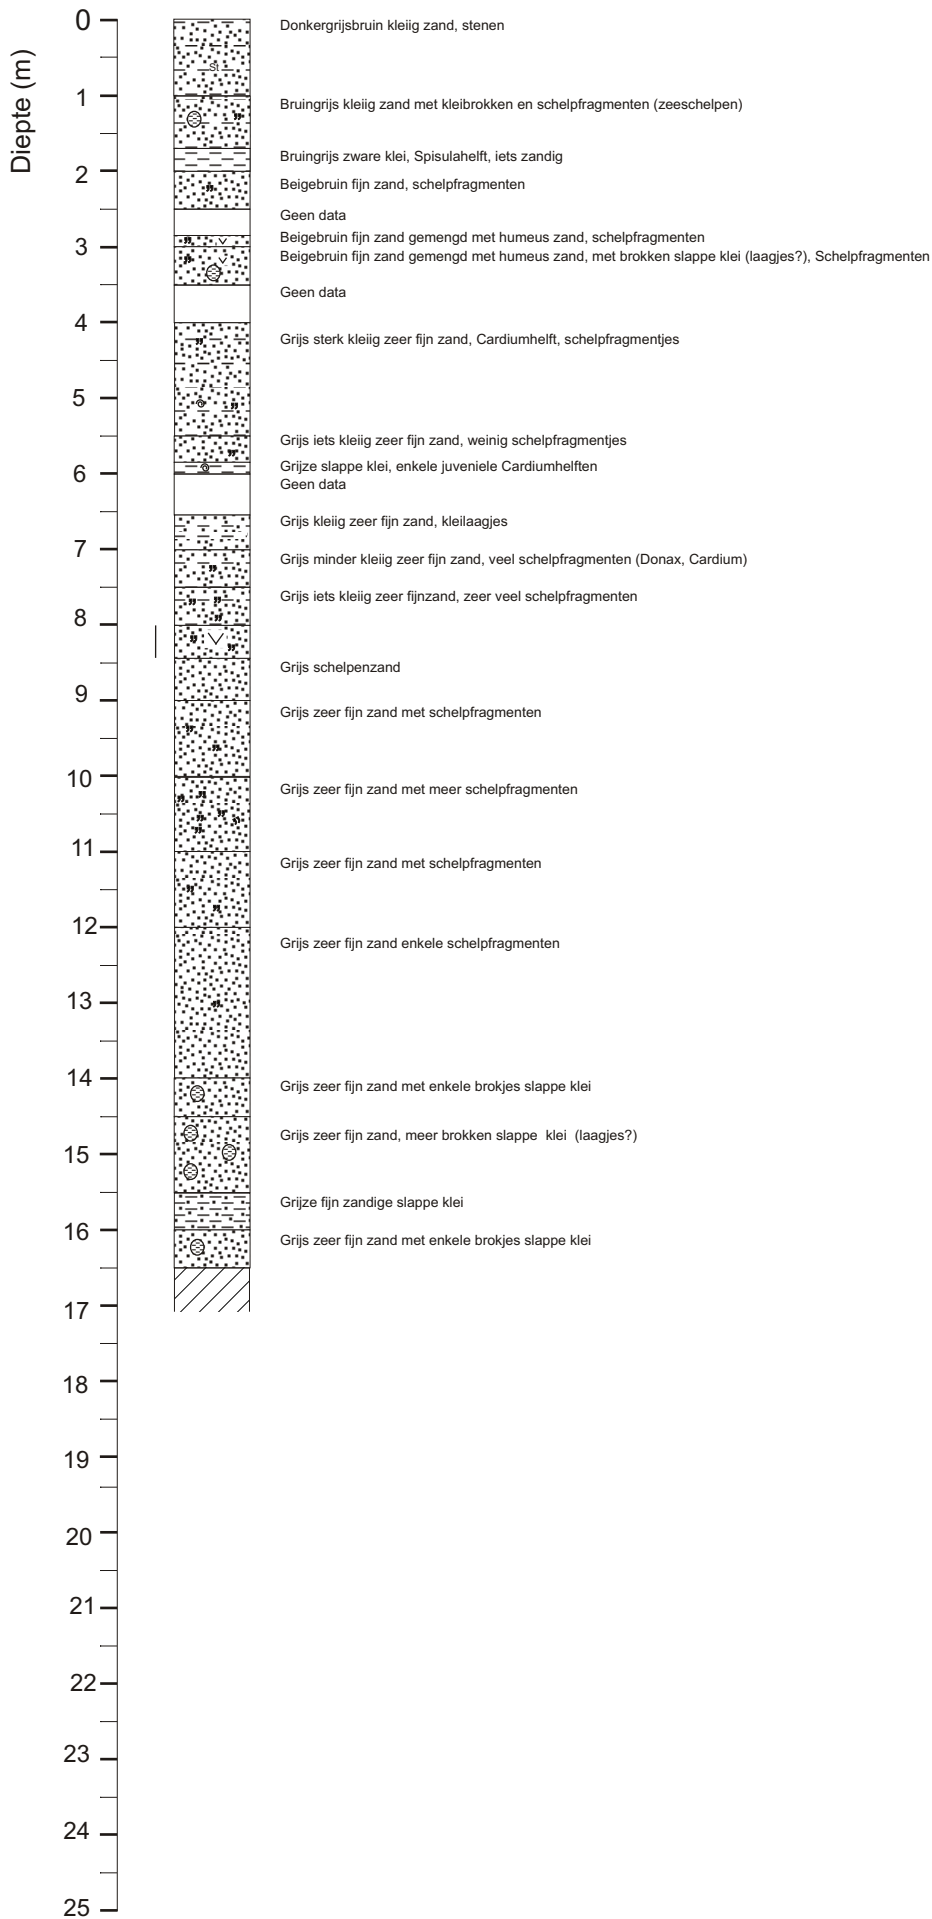 Diepte (m)
0
Donkergrijsbruin kleiig zand, stenen
St
1
Bruingrijs kleiig zand met kleibrokken en schelpfragmenten (zeeschelpen)
Bruingrijs zware klei, Spisulahelft, iets zandig
2
Beigebruin fijn zand, schelpfragmenten
Geen data
Beigebruin fijn zand gemengd met humeus zand, schelpfragmenten
3
Beigebruin fijn zand gemengd met humeus zand, met brokken slappe klei (laagjes?), Schelpfragmenten
Geen data
4
Grijs sterk kleiig zeer fijn zand, Cardiumhelft, schelpfragmentjes
5
Grijs iets kleiig zeer fijn zand, weinig schelpfragmentjes
Grijze slappe klei, enkele juveniele Cardiumhelften
6
Geen data
Grijs kleiig zeer fijn zand, kleilaagjes
7
Grijs minder kleiig zeer fijn zand, veel schelpfragmenten (Donax, Cardium)
Grijs iets kleiig zeer fijnzand, zeer veel schelpfragmenten
8
Grijs schelpenzand
9
Grijs zeer fijn zand met schelpfragmenten
10
Grijs zeer fijn zand met meer schelpfragmenten
11
Grijs zeer fijn zand met schelpfragmenten
12
Grijs zeer fijn zand enkele schelpfragmenten
13
14
Grijs zeer fijn zand met enkele brokjes slappe klei
Grijs zeer fijn zand, meer brokken slappe  klei  (laagjes?)
15
Grijze fijn zandige slappe klei
16
Grijs zeer fijn zand met enkele brokjes slappe klei
17
18
19
20
21
22
23
24
25